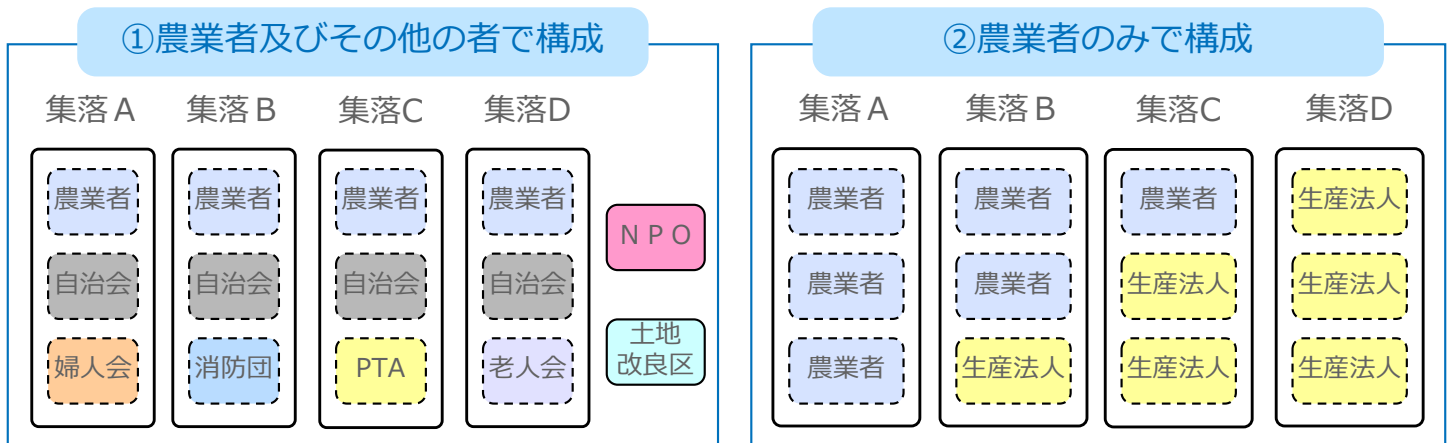 ①農業者及びその他の者で構成
集落A 集落B 集落C 集落D
農業者 農業者 農業者 農業者
自治会 自治会 自治会 自治会
婦人会 消防団 PTA 老人会
NPO
土地
改良区
②農業者のみで構成
集落A 集落B 集落C 集落D
農業者 農業者 農業者 生産法人
農業者 農業者 生産法人 生産法人
農業者 生産法人 生産法人 生産法人